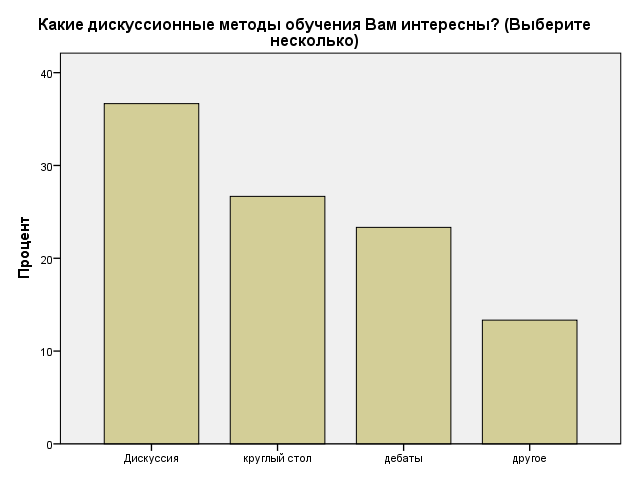 Какие дискуссионные методы обучения Вам интересны? (Выберите
несколько)
40
30
20
10
0
Процент
Дискуссия круглый стол дебаты другое